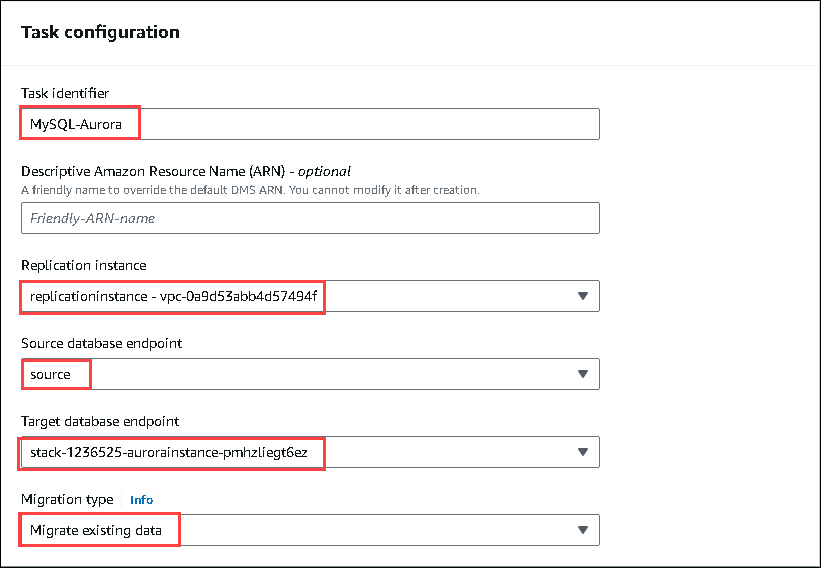 Task configuration
Task identifier
MySQL-Aurora
Descriptive Amazon Resource Name (ARN) - optional
A friendly name to override the default DMS ARN. You cannot modify it after creation.
Friendly-ARN-name
Replication instance
replicationinstance - vpc-0a9d53abb4d57494f
Source database endpoint
source
Target database endpoint
stack-1236525-aurorainstance-pmhzliegt6ez
Migration type Info
Migrate existing data